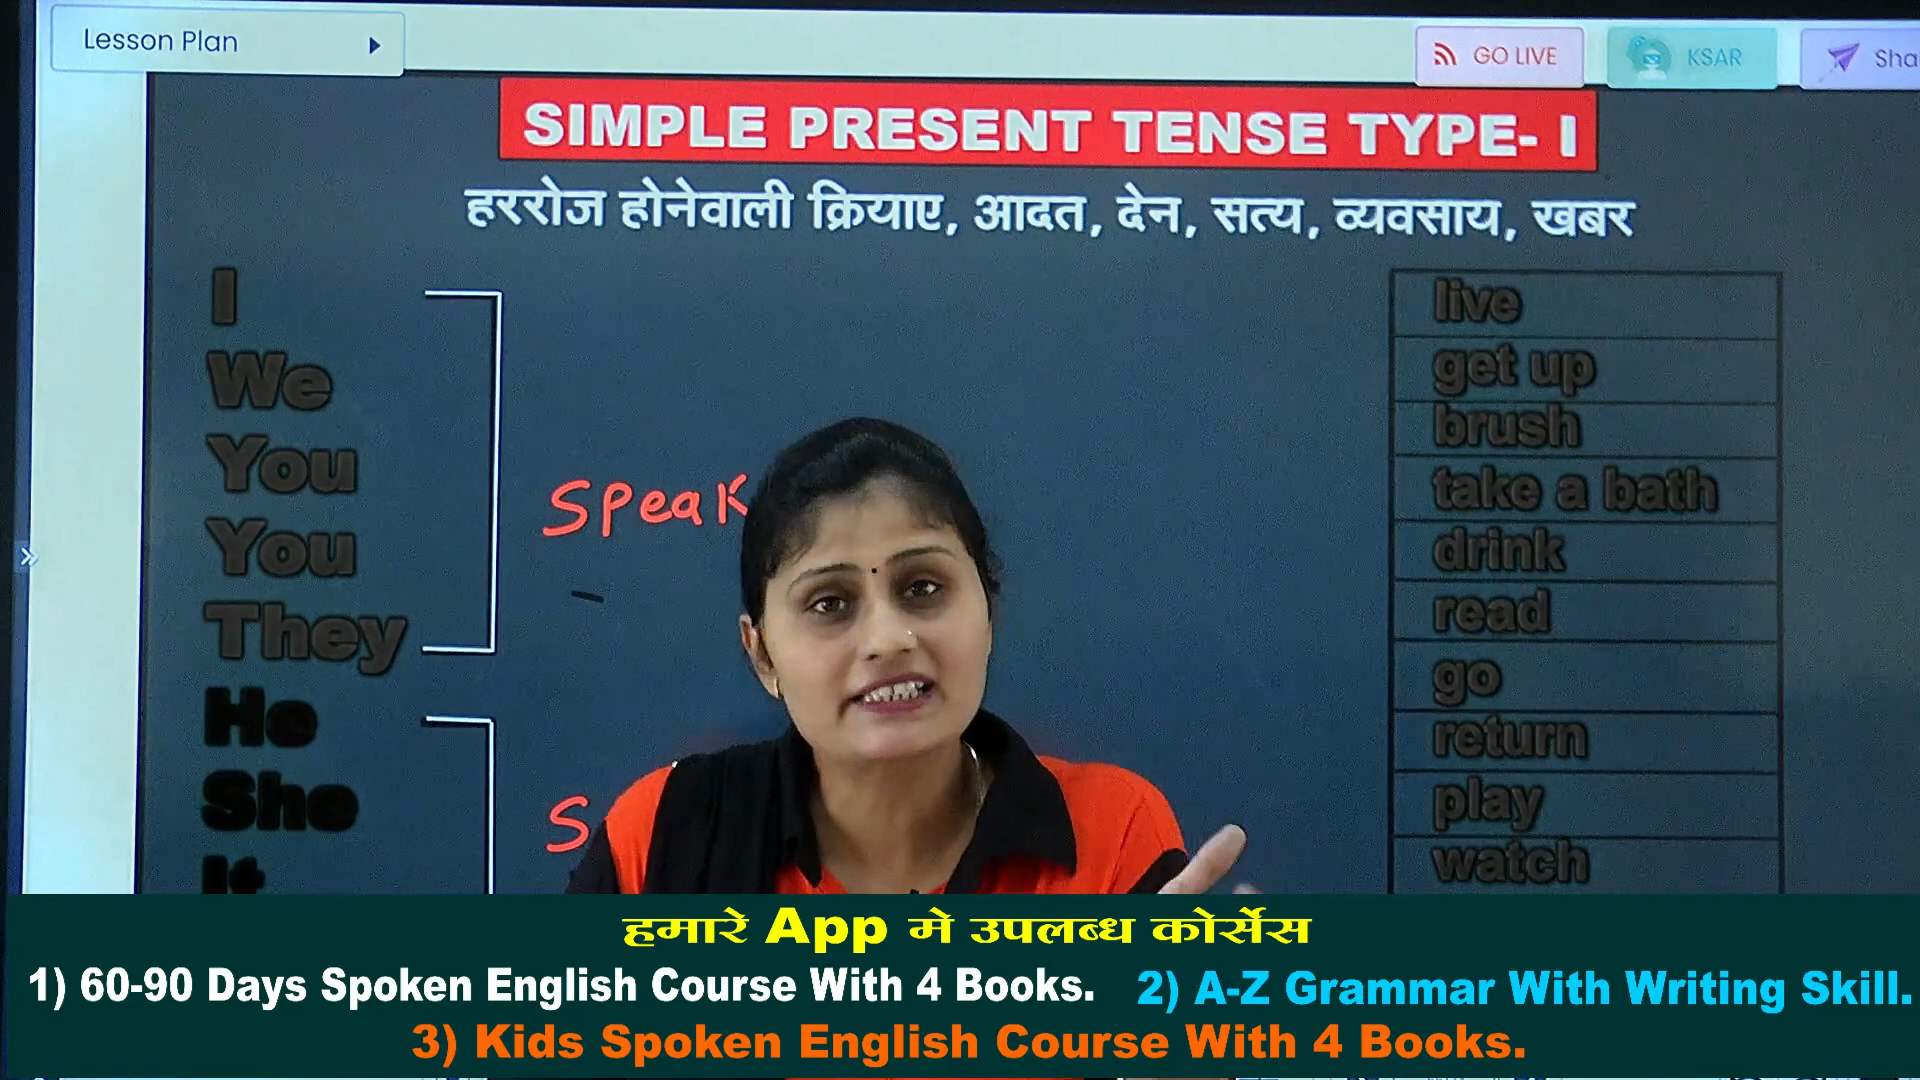 Lesson Plan
GO LIVE
KSAR
Sha
SIMPLE PRESENT TENSE TYPE- I
हररोज होनेवाली क्रियाए, आदत, देन, सत्य, व्यवसाय, खबर
I
We
You
You
They
He
She
It
Speak
S
live
get up
brush
take a bath
drink
read
go
return
play
watch
हमारे App मे उपलब्ध कोर्सेस
1) 60-90 Days Spoken English Course With 4 Books. 2) A-Z Grammar With Writing Skill.
3) Kids Spoken English Course With 4 Books.